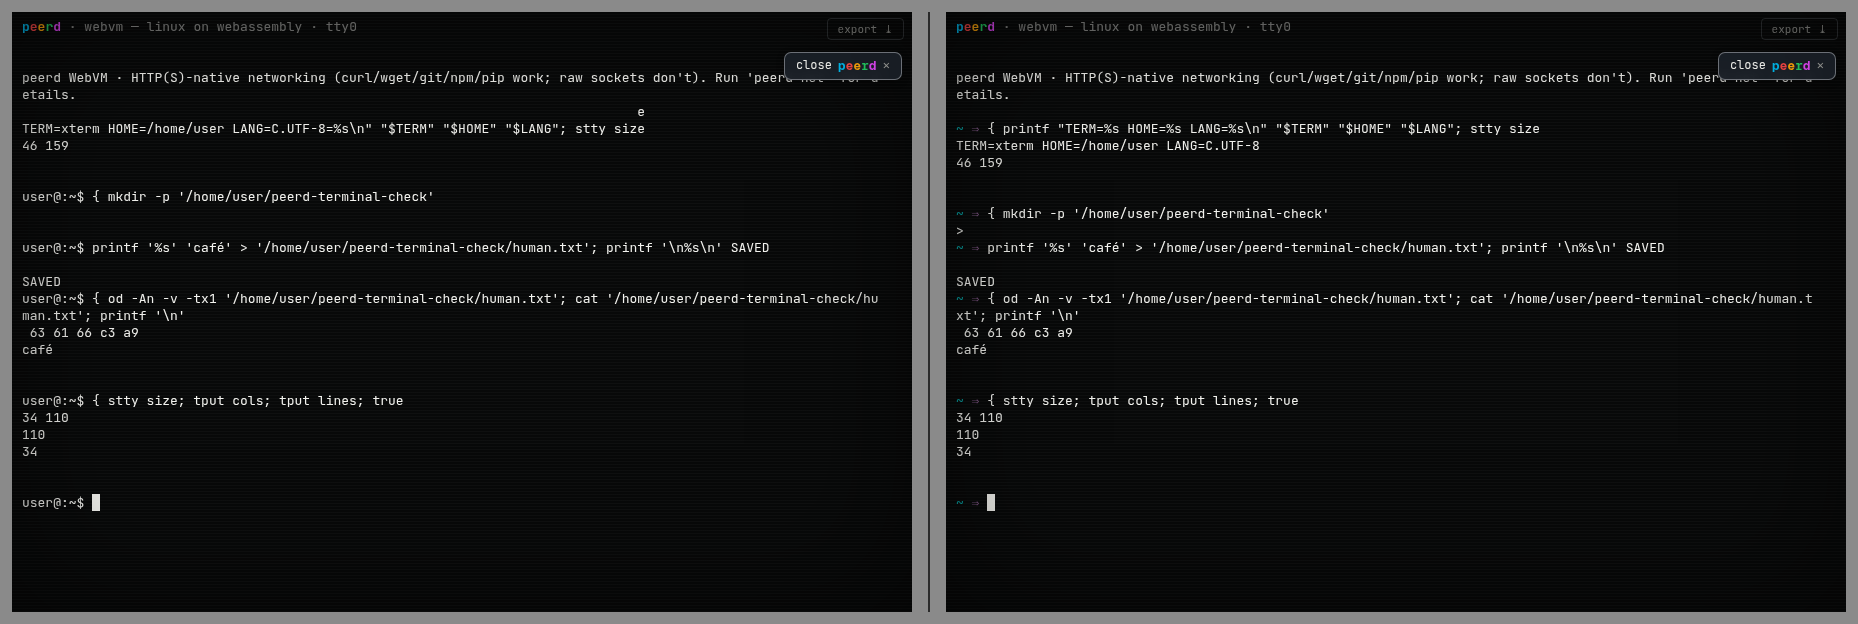 peerd · webvm — linux on webassembly · tty0
export ↓
close peerd ×
peerd WebVM · HTTP(S)-native networking (curl/wget/git/npm/pip work; raw sockets don't). Run 'peerd
etails.
e
TERM=xterm HOME=/home/user LANG=C.UTF-8=%s\n" "$TERM" "$HOME" "$LANG"; stty size
46 159
user@:~$ { mkdir -p '/home/user/peerd-terminal-check'
user@:~$ printf '%s' 'café' > '/home/user/peerd-terminal-check/human.txt'; printf '\n%s\n' SAVED
SAVED
user@:~$ { od -An -v -tx1 '/home/user/peerd-terminal-check/human.txt'; cat '/home/user/peerd-terminal-check/hu
man.txt'; printf '\n'
63 61 66 c3 a9
café
user@:~$ { stty size; tput cols; tput lines; true
34 110
110
34
user@:~$
peerd · webvm — linux on webassembly · tty0
export ↓
close peerd ×
peerd WebVM · HTTP(S)-native networking (curl/wget/git/npm/pip work; raw sockets don't). Run 'peerd
etails.
~ ⇒ { printf "TERM=%s HOME=%s LANG=%s\n" "$TERM" "$HOME" "$LANG"; stty size
TERM=xterm HOME=/home/user LANG=C.UTF-8
46 159
~ ⇒ { mkdir -p '/home/user/peerd-terminal-check'
>
~ ⇒ printf '%s' 'café' > '/home/user/peerd-terminal-check/human.txt'; printf '\n%s\n' SAVED
SAVED
~ ⇒ { od -An -v -tx1 '/home/user/peerd-terminal-check/human.txt'; cat '/home/user/peerd-terminal-check/human.t
xt'; printf '\n'
63 61 66 c3 a9
café
~ ⇒ { stty size; tput cols; tput lines; true
34 110
110
34
~ ⇒